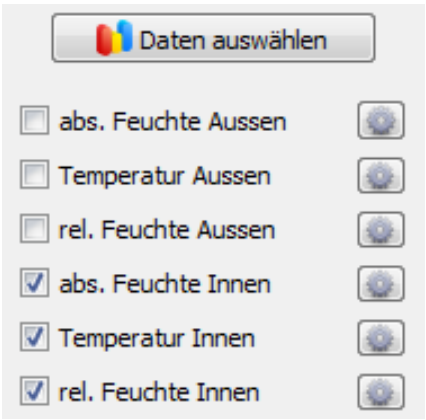 Daten auswählen
abs. Feuchte Aussen
Temperatur Aussen
rel. Feuchte Aussen
abs. Feuchte Innen
Temperatur Innen
rel. Feuchte Innen